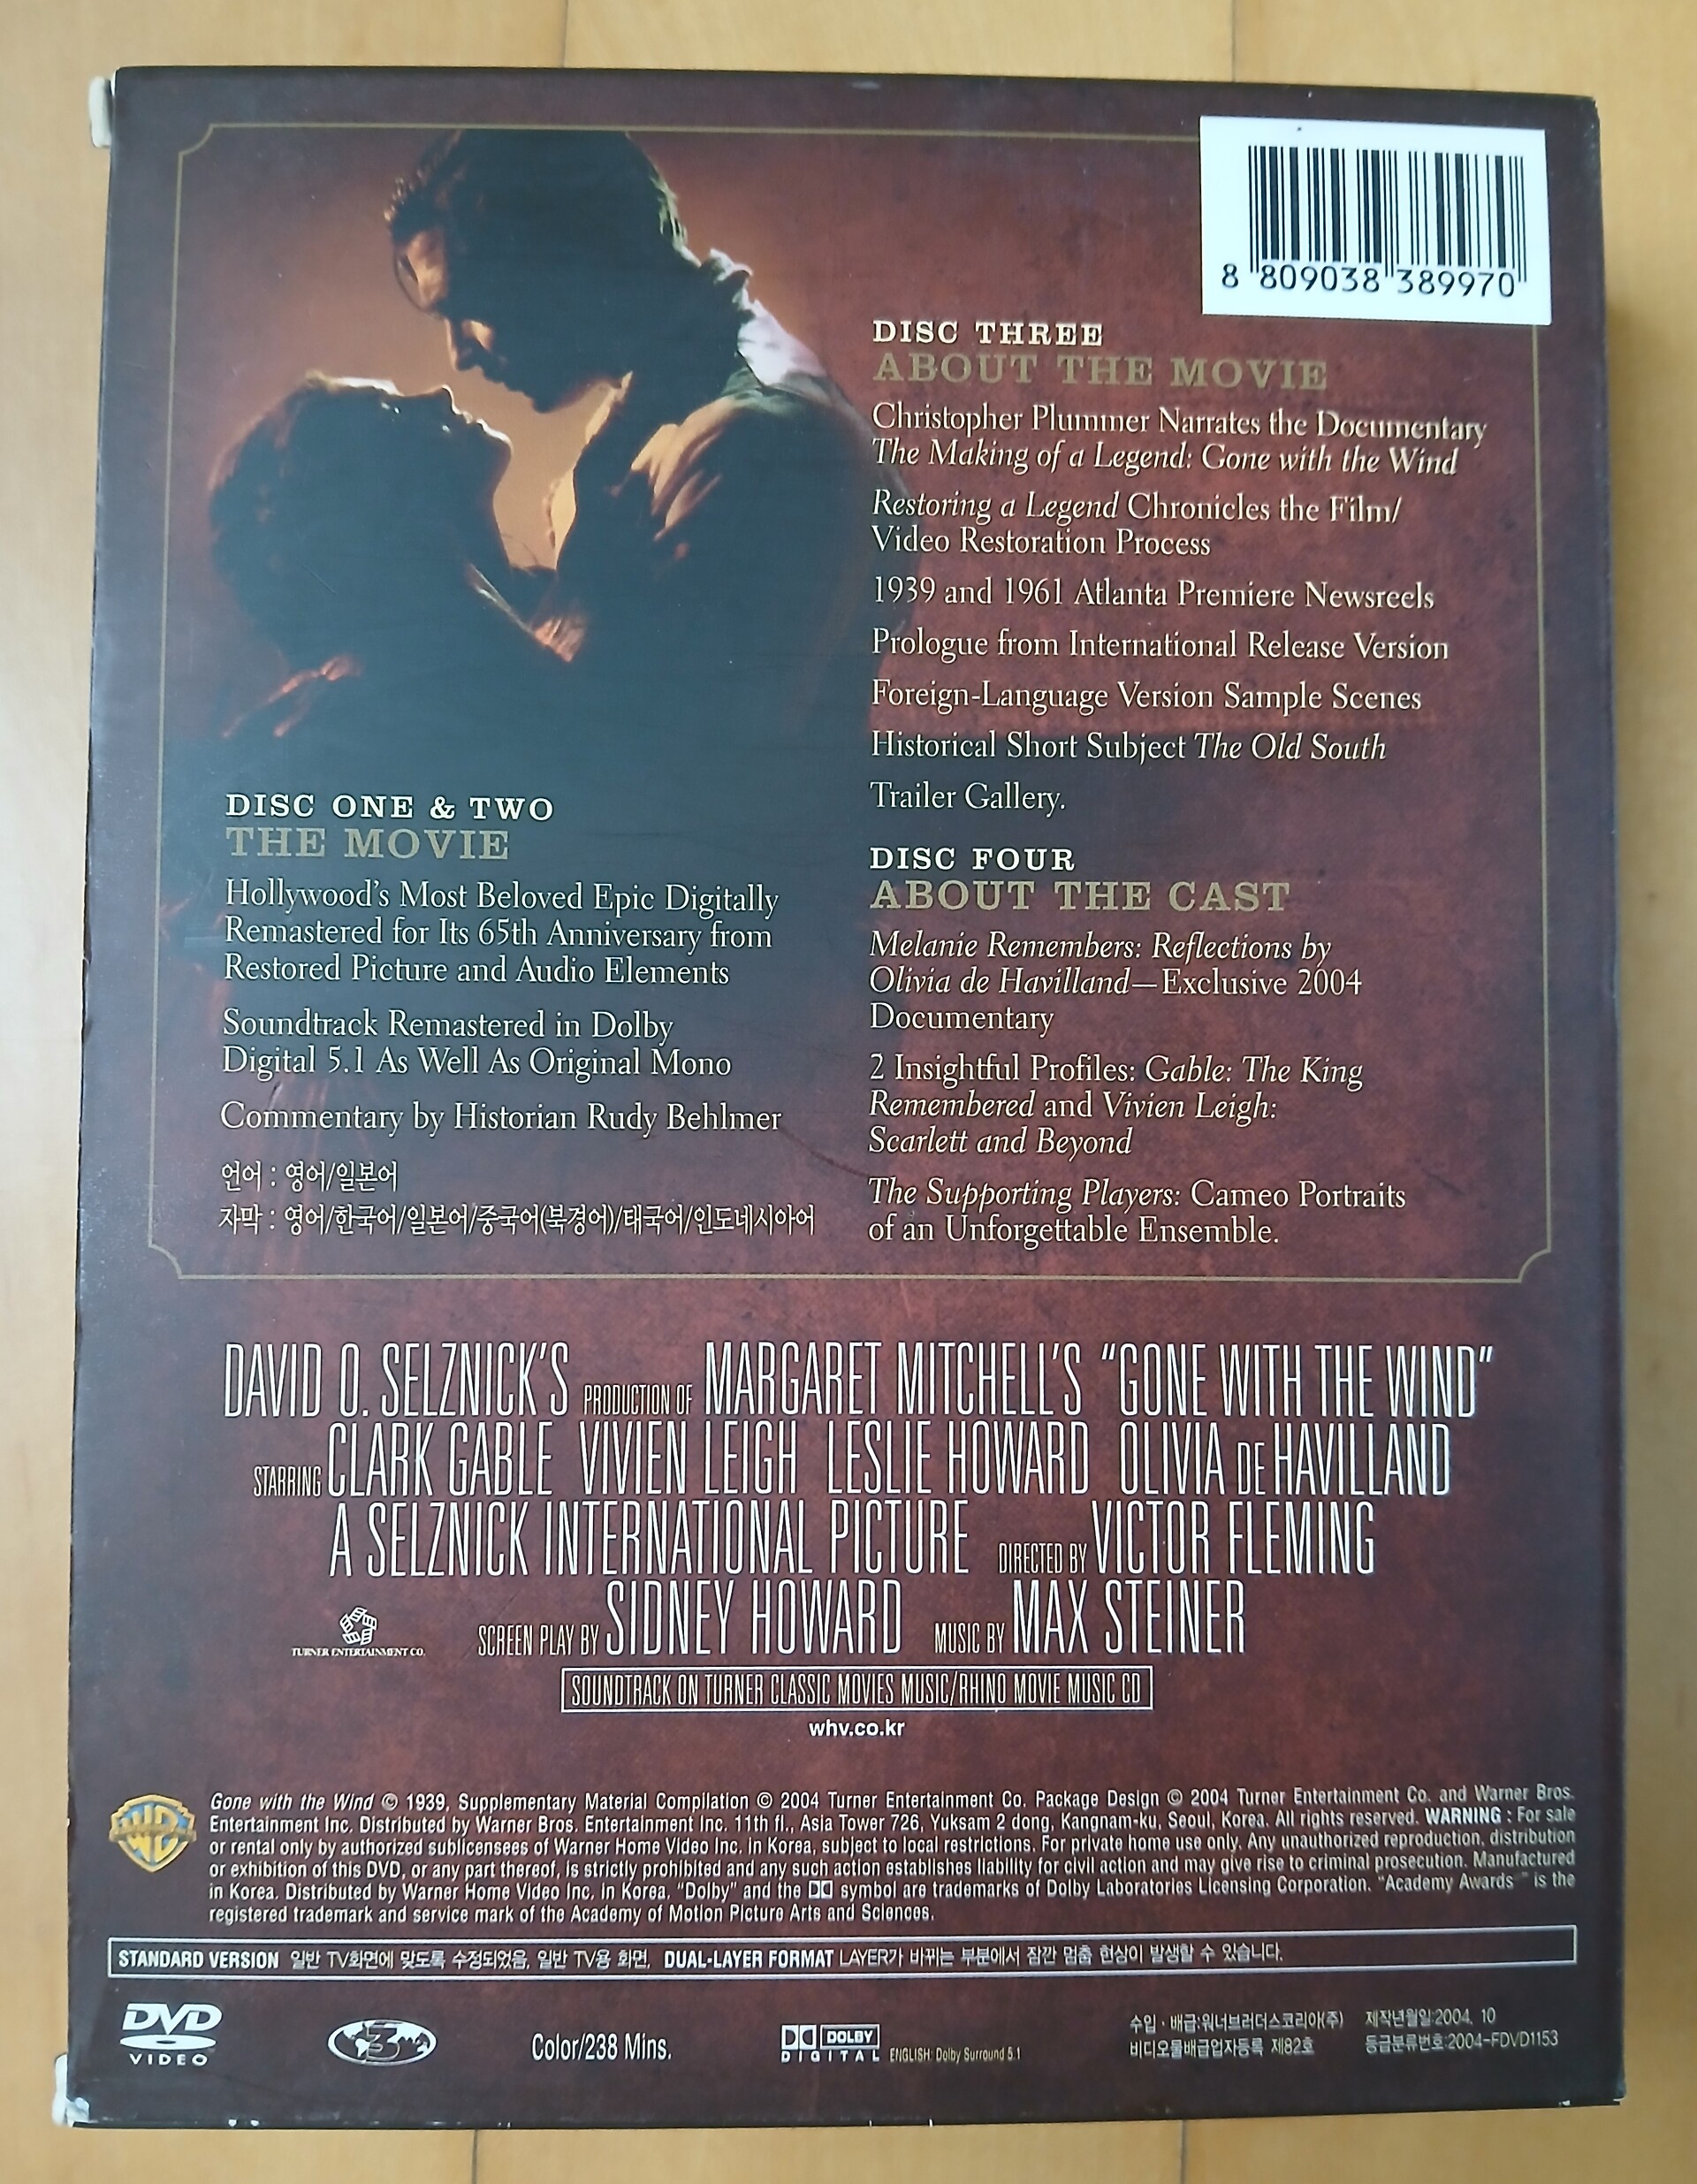 8 809038 389970
DISC THREE
ABOUT THE MOVIE
Christopher Plummer Narrates the Documentary
The Making of a Legend: Gone with the Wind
Restoring a Legend Chronicles the Film/
Video Restoration Process
1939 and 1961 Atlanta Premiere Newsreels
Prologue from International Release Version
Foreign-Language Version Sample Scenes
Historical Short Subject The Old South
Trailer Gallery.
DISC ONE & TWO
THE MOVIE
Hollywood's Most Beloved Epic Digitally
Remastered for Its 65th Anniversary from
Restored Picture and Audio Elements
Soundtrack Remastered in Dolby
Digital 5.1 As Well As Original Mono
Commentary by Historian Rudy Behlmer
언어 : 영어/일본어
자막 : 영어/한국어/일본어/중국어(북경어)/태국어/인도네시아어
DISC FOUR
ABOUT THE CAST
Melanie Remembers: Reflections by
Olivia de Havilland—Exclusive 2004
Documentary
2 Insightful Profiles: Gable: The King
Remembered and Vivien Leigh:
Scarlett and Beyond
The Supporting Players: Cameo Portraits
of an Unforgettable Ensemble.
DAVID O. SELZNICK'S PRODUCTION OF MARGARET MITCHELL'S "GONE WITH THE WIND"
STARRING CLARK GABLE VIVIEN LEIGH LESLIE HOWARD OLIVIA DE HAVILLAND
A SELZNICK INTERNATIONAL PICTURE DIRECTED BY VICTOR FLEMING
TURNER ENTERTAINMENT CO. SCREEN PLAY BY SIDNEY HOWARD MUSIC BY MAX STEINER
SOUNDTRACK ON TURNER CLASSIC MOVIES MUSIC/RHINO MOVIE MUSIC CD
whv.co.kr
Gone with the Wind © 1939, Supplementary Material Compilation © 2004 Turner Entertainment Co. Package Design © 2004 Turner Entertainment Co. and Warner Bros.
Entertainment Inc. Distributed by Warner Bros. Entertainment Inc. 11th fl., Asia Tower 726, Yuksam 2 dong, Kangnam-ku, Seoul, Korea. All rights reserved. WARNING : For sale
or rental only by authorized sublicensees of Warner Home Video Inc. in Korea, subject to local restrictions. For private home use only. Any unauthorized reproduction, distribution
or exhibition of this DVD, or any part thereof, is strictly prohibited and any such action establishes liability for civil action and may give rise to criminal prosecution. Manufactured
in Korea. Distributed by Warner Home Video Inc. in Korea. "Dolby" and the DD symbol are trademarks of Dolby Laboratories Licensing Corporation. "Academy Awards" is the
registered trademark and service mark of the Academy of Motion Picture Arts and Sciences.
STANDARD VERSION 일반 TV화면에 맞도록 수정되었음, 일반 TV용 화면, DUAL-LAYER FORMAT LAYER가 바뀌는 부분에서 잠깐 멈춤 현상이 발생할 수 있습니다.
DVD VIDEO
3
Color/238 Mins.
DOLBY DIGITAL ENGLISH: Dolby Surround 5.1
수입·배급:워너브러더스코리아(주) 제작년월일:2004. 10
비디오물배급업자등록 제82호 등급분류번호:2004-FDVD1153